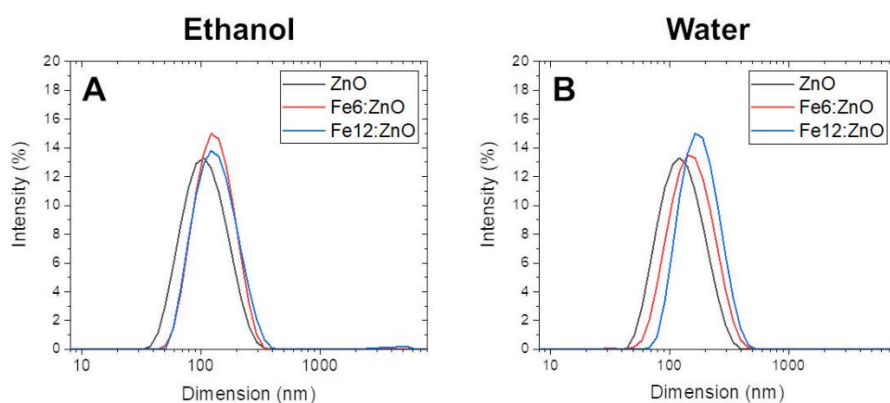 Ethanol
Water
A
ZnO
Fe6:ZnO
Fe12:ZnO
20
18
16
14
12
10
8
6
4
2
0
Intensity (%)
10
100
1000
Dimension (nm)
B
ZnO
Fe6:ZnO
Fe12:ZnO
20
18
16
14
12
10
8
6
4
2
0
Intensity (%)
10
100
1000
Dimension (nm)